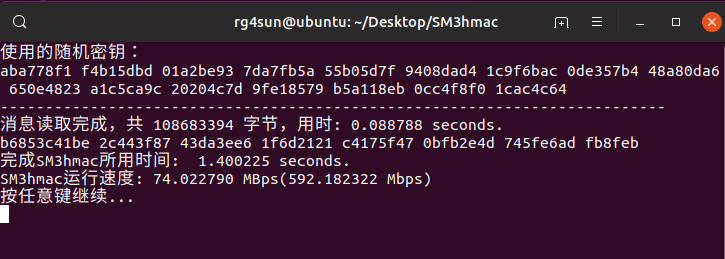 rg4sun@ubuntu: ~/Desktop/SM3hmac
使用的随机密钥：
aba778f1 f4b15dbd 01a2be93 7da7fb5a 55b05d7f 9408dad4 1c9f6bac 0de357b4 48a80da6
650e4823 a1c5ca9c 20204c7d 9fe18579 b5a118eb 0cc4f8f0 1cac4c64
--------------------------------------------------------------------------
消息读取完成，共 108683394 字节，用时: 0.088788 seconds.
b6853c41be 2c443f87 43da3ee6 1f6d2121 c4175f47 0bfb2e4d 745fe6ad fb8feb
完成SM3hmac所用时间:  1.400225 seconds.
SM3hmac运行速度: 74.022790 MBps(592.182322 Mbps)
按任意键继续...